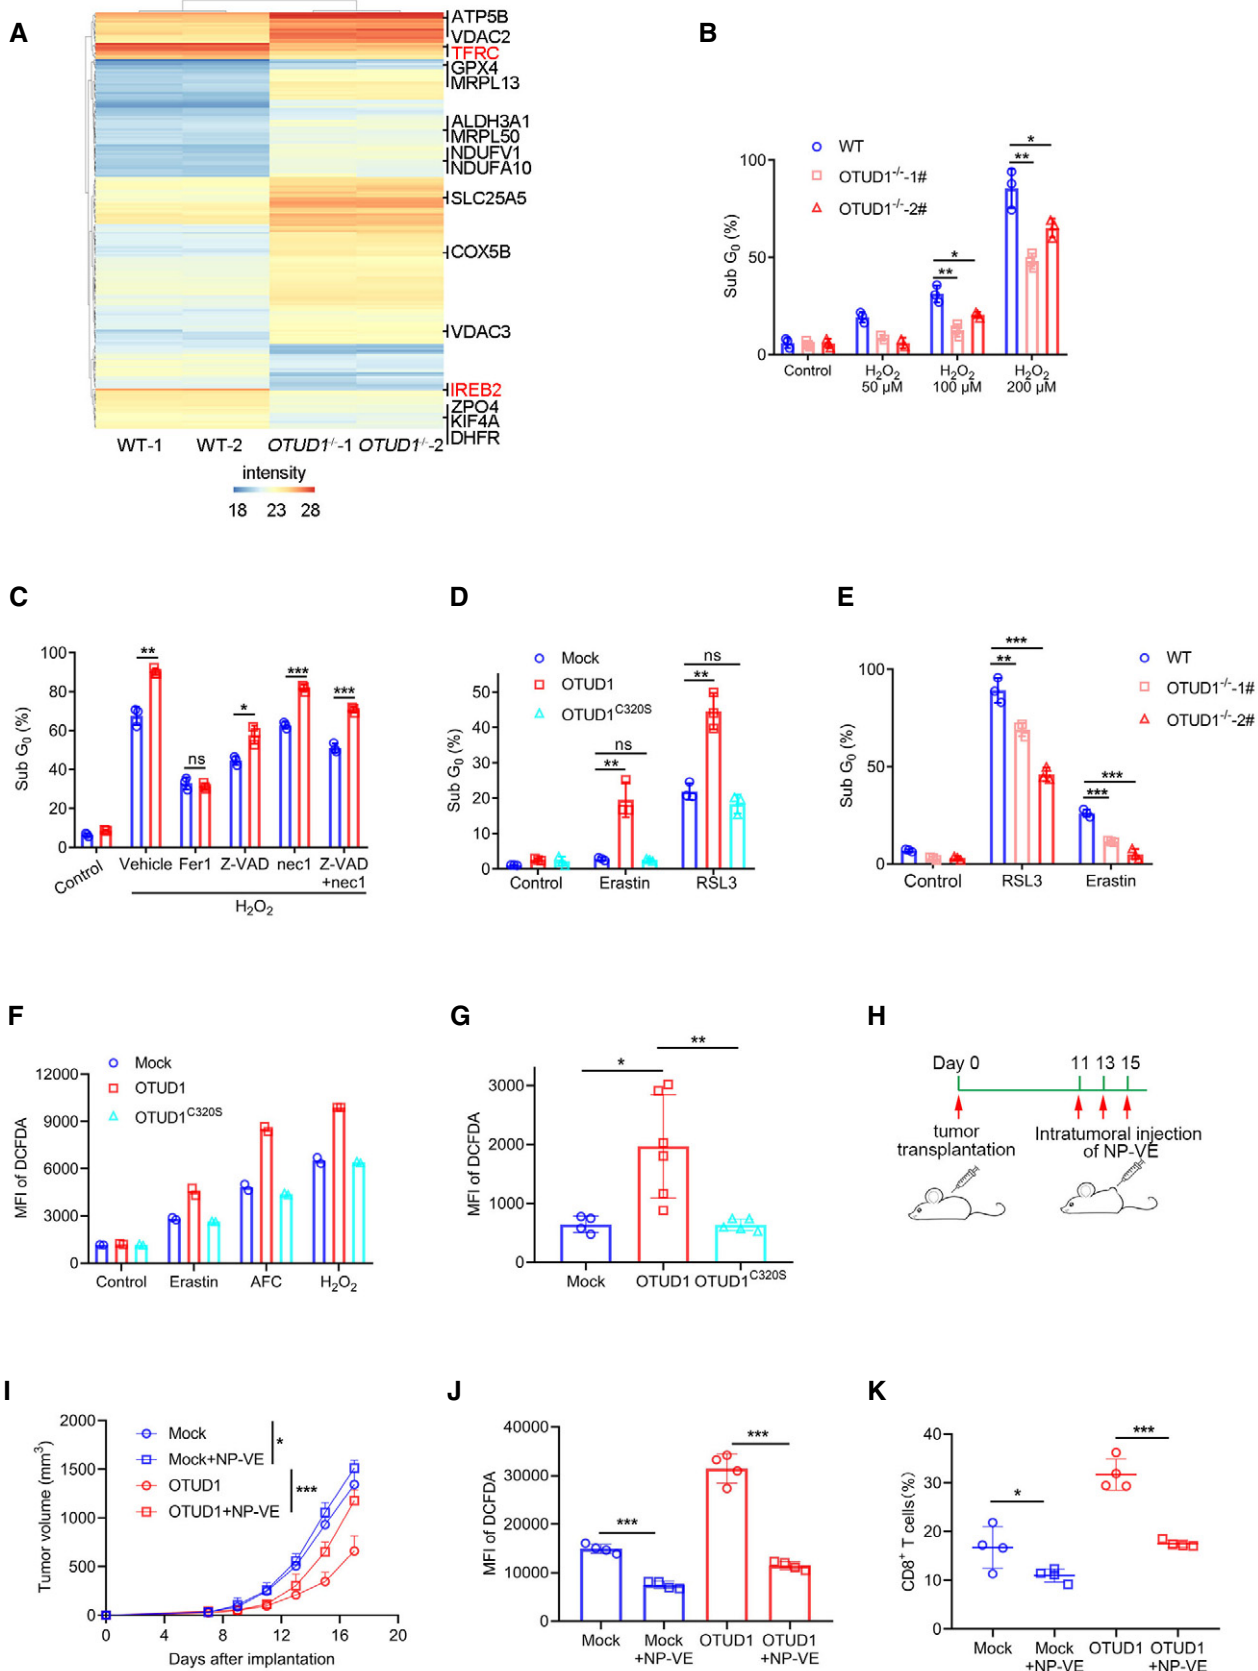 A
ATP5B
VDAC2
TFRC
GPX4
MRPL13
ALDH3A1
MRPL50
NDUFV1
NDUFA10
SLC25A5
COX5B
VDAC3
IREB2
ZPO4
KIF4A
DHFR
WT-1 WT-2 OTUD1-/--1 OTUD1-/--2
intensity
18 23 28
B
WT
OTUD1-/--1#
OTUD1-/--2#
Sub G0 (%)
100
50
0
** *
** *
Control H2O2 50 μM H2O2 100 μM H2O2 200 μM
C
Sub G0 (%)
100
80
60
40
20
0
** ns * *** ***
Control Vehicle Fer1 Z-VAD nec1 Z-VAD
+nec1
H2O2
D
Mock
OTUD1
OTUD1C320S
Sub G0 (%)
50
40
30
20
10
0
ns ns
** **
Control Erastin RSL3
E
WT
OTUD1-/--1#
OTUD1-/--2#
Sub G0 (%)
100
50
0
*** **
*** ***
Control RSL3 Erastin
F
Mock
OTUD1
OTUD1C320S
MFI of DCFDA
12000
9000
6000
3000
0
Control Erastin AFC H2O2
G
MFI of DCFDA
3000
2000
1000
0
* **
Mock OTUD1 OTUD1C320S
H
Day 0 11 13 15
tumor
transplantation
Intratumoral injection
of NP-VE
I
Tumor volume (mm3)
2000
1500
1000
500
0
Mock
Mock+NP-VE
OTUD1
OTUD1+NP-VE
*
***
0 4 8 12 16 20
Days after implantation
J
MFI of DCFDA
40000
30000
20000
10000
0
*** ***
Mock Mock OTUD1 OTUD1
+NP-VE +NP-VE
K
CD8+ T cells(%)
40
30
20
10
0
* ***
Mock Mock OTUD1 OTUD1
+NP-VE +NP-VE